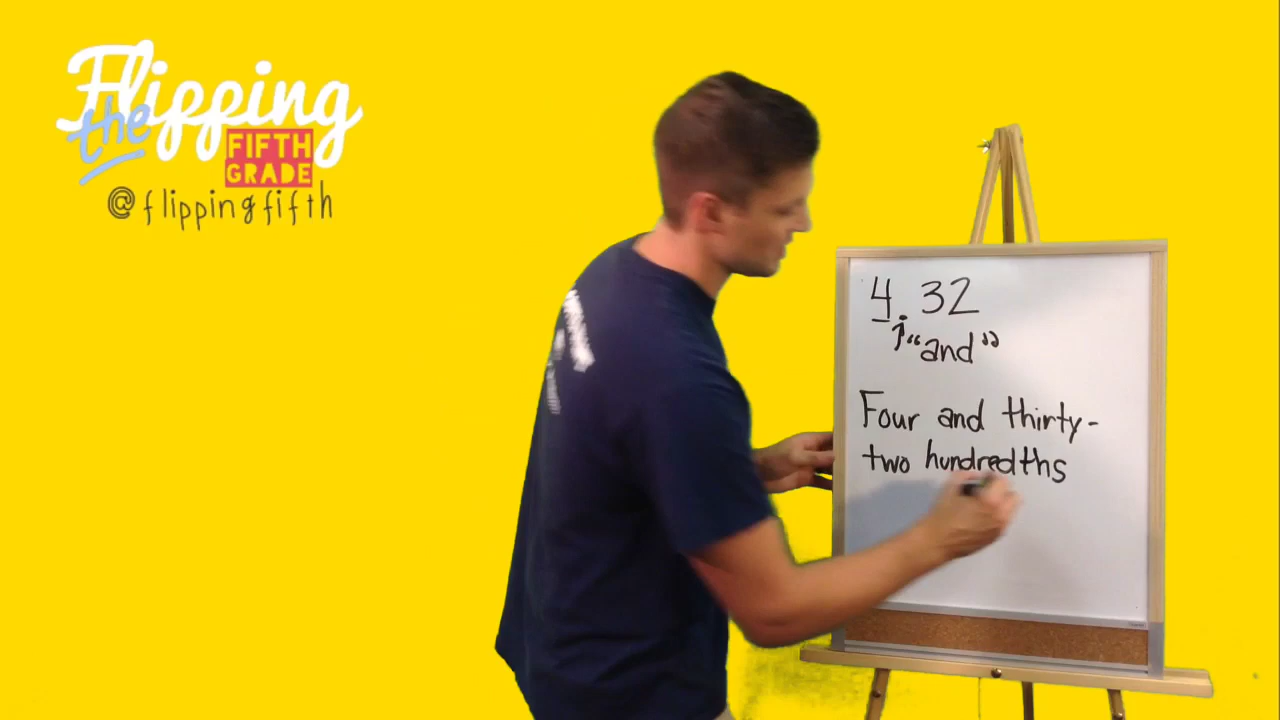 Flipping
the
FIFTH
GRADE
@flippingfifth
4.32
"and"
Four and thirty-
two hundredths